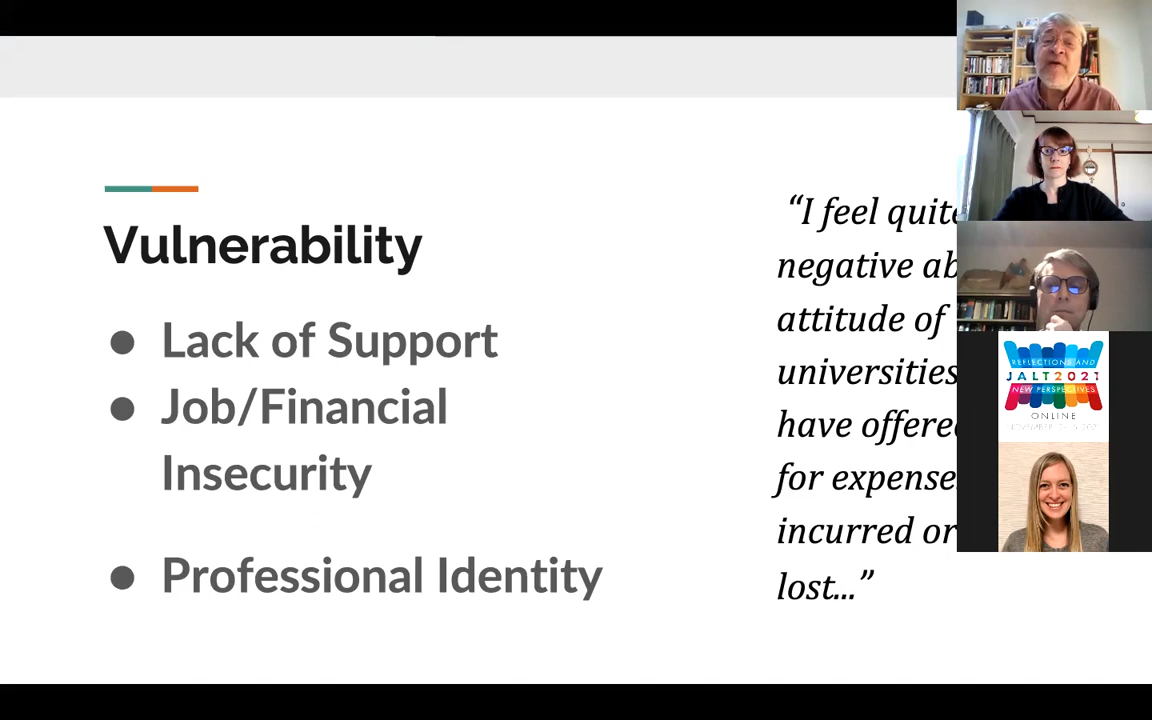 Vulnerability
● Lack of Support
● Job/Financial
Insecurity
● Professional Identity
“I feel quite
negative ab
attitude of
universities
have offered
for expense
incurred or
lost...”
REFLECTIONS AND
JALT2021
NEW PERSPECTIVES
ONLINE